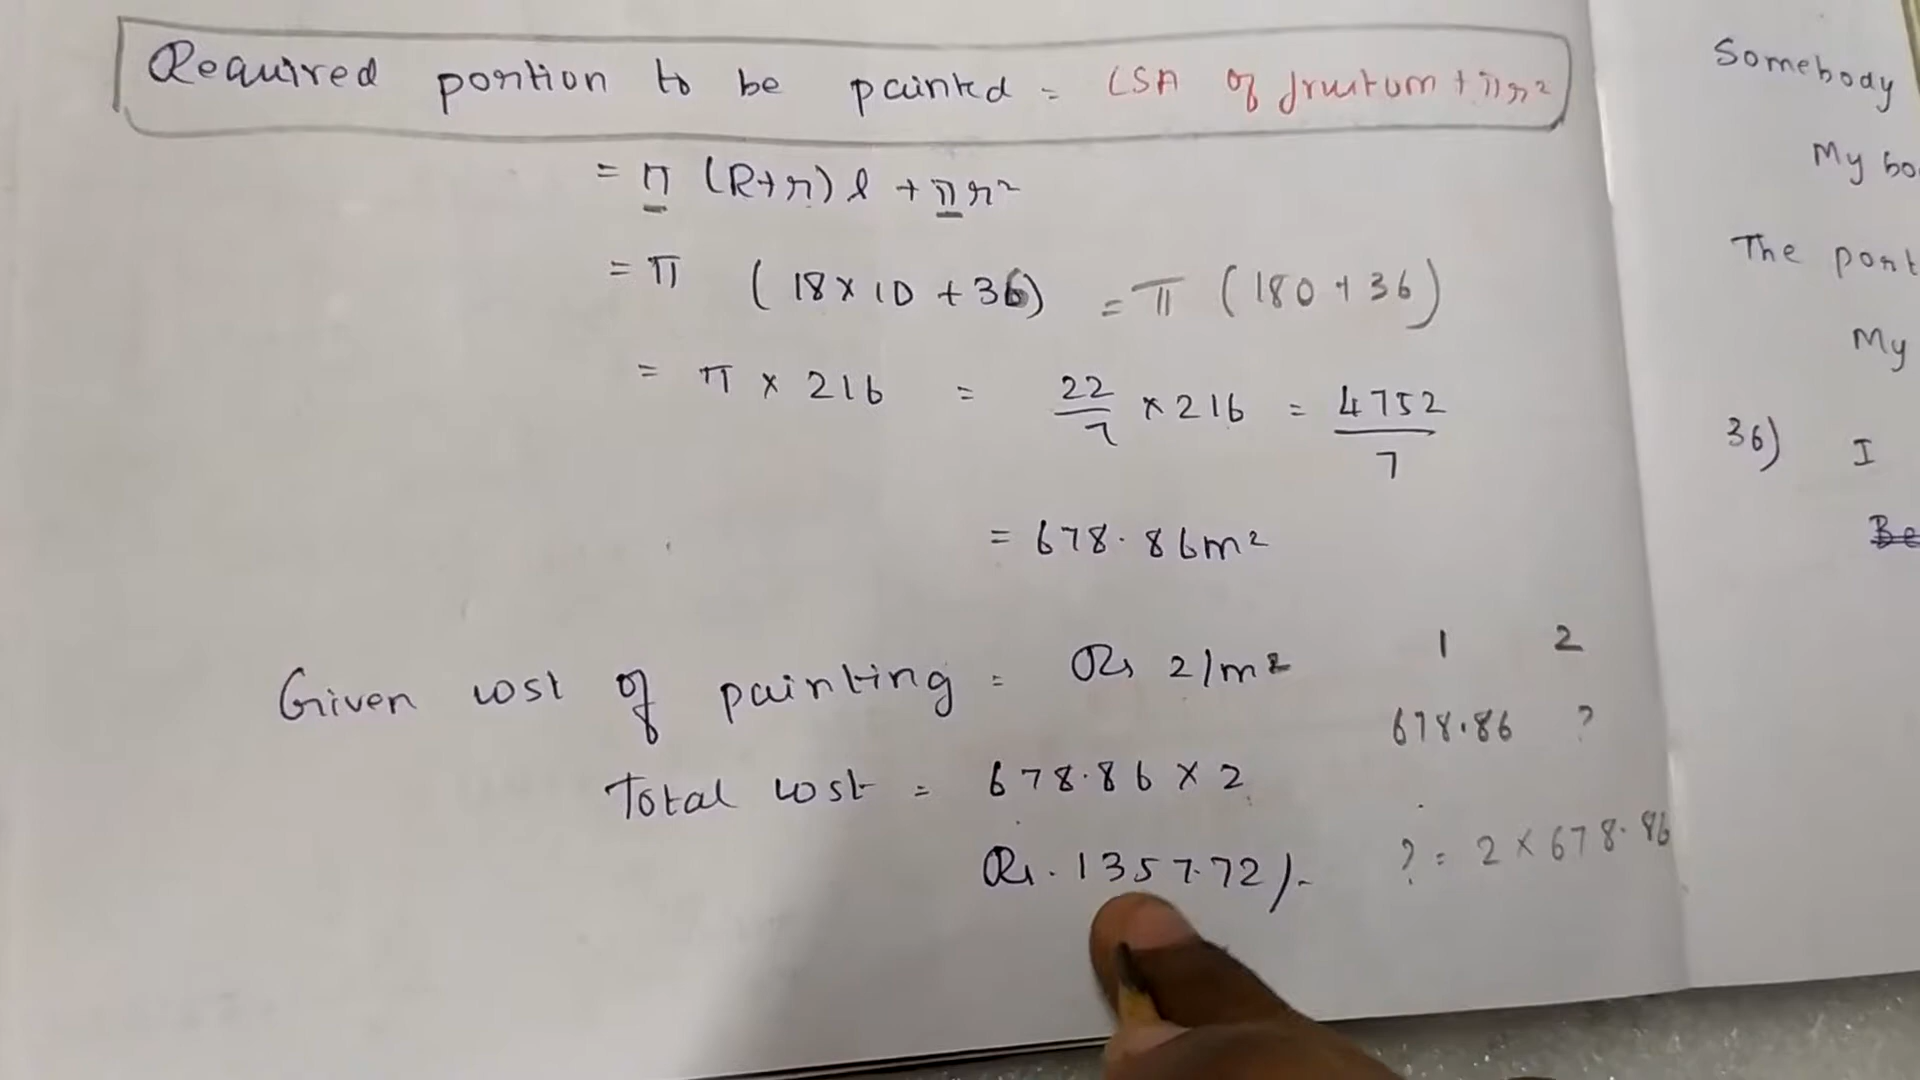 Required portion to be painted = CSA of frustum + πr²
= π (R+r) l + πr²
= π (18 × 10 + 36) = π (180 + 36)
= π × 216 = 22/7 × 216 = 4752/7
= 678.86m²
Given cost of painting = Rs 2/m²
1 2
678.86 ?
Total cost = 678.86 × 2
Rs. 1357.72/-
? = 2 × 678.86
Somebody
My bo
The port
My
36) I
Be